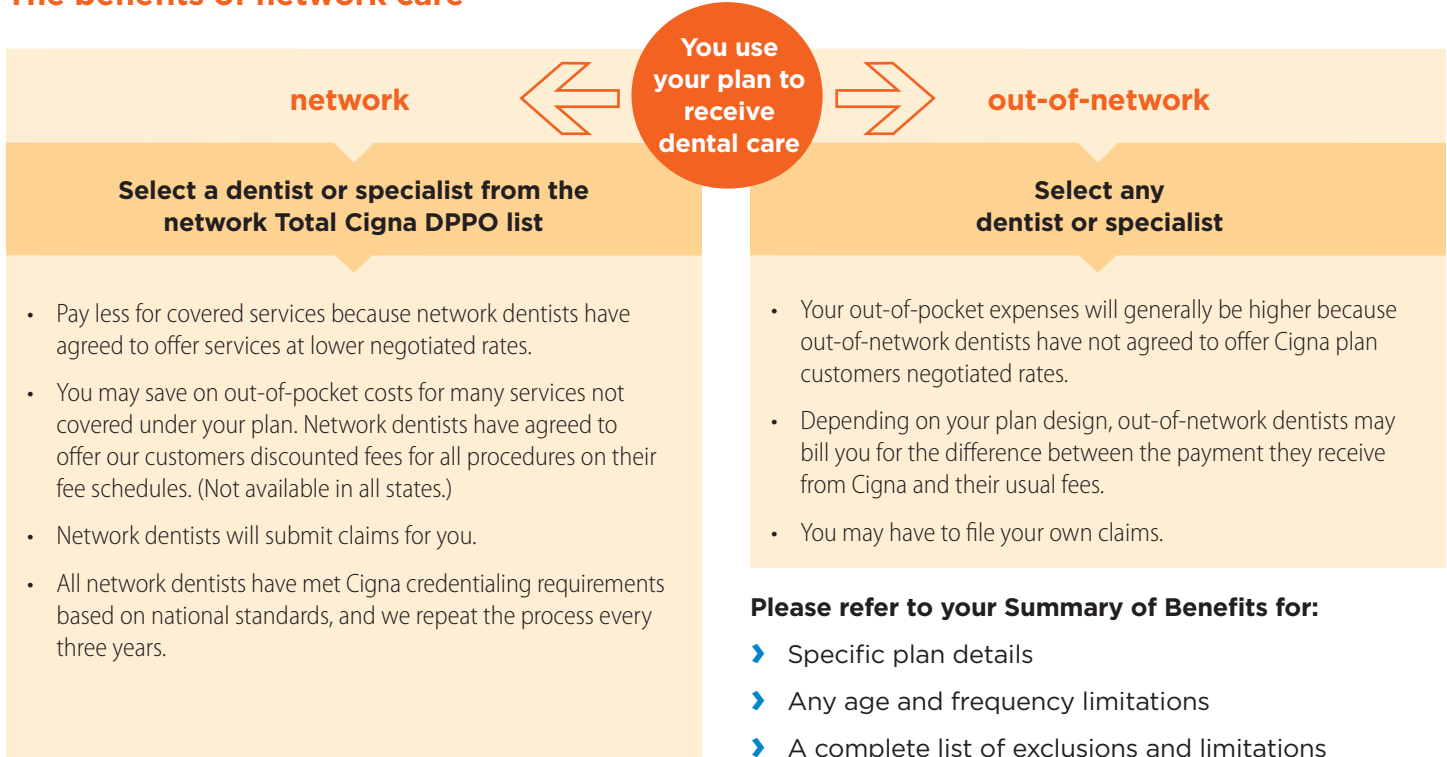 The benefits of network care
You use
your plan to
receive
dental care
network
Select a dentist or specialist from the
network Total Cigna DPPO list
• Pay less for covered services because network dentists have
agreed to offer services at lower negotiated rates.
• You may save on out-of-pocket costs for many services not
covered under your plan. Network dentists have agreed to
offer our customers discounted fees for all procedures on their
fee schedules. (Not available in all states.)
• Network dentists will submit claims for you.
• All network dentists have met Cigna credentialing requirements
based on national standards, and we repeat the process every
three years.
out-of-network
Select any
dentist or specialist
• Your out-of-pocket expenses will generally be higher because
out-of-network dentists have not agreed to offer Cigna plan
customers negotiated rates.
• Depending on your plan design, out-of-network dentists may
bill you for the difference between the payment they receive
from Cigna and their usual fees.
• You may have to file your own claims.
Please refer to your Summary of Benefits for:
› Specific plan details
› Any age and frequency limitations
› A complete list of exclusions and limitations